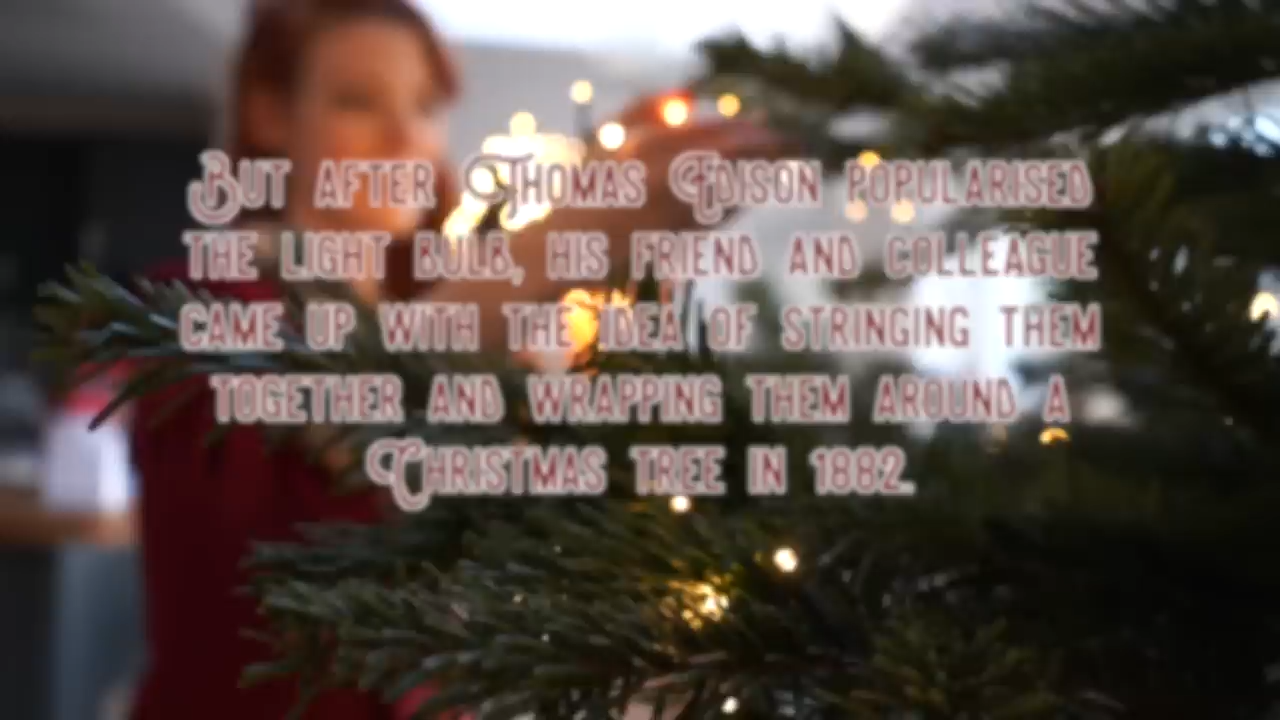 But after Thomas Edison popularised
the light bulb, his friend and colleague
came up with the idea of stringing them
together and wrapping them around a
Christmas tree in 1882.